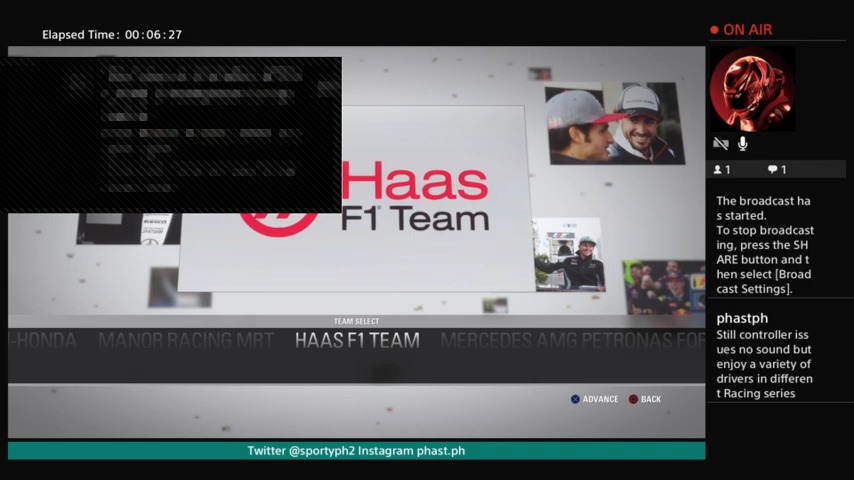 Elapsed Time: 00:06:27
ON AIR
1
1
Haas
F1 Team
TEAM SELECT
-HONDA MANOR RACING MRT HAAS F1 TEAM MERCEDES AMG PETRONAS FOR
ADVANCE BACK
The broadcast ha
s started.
To stop broadcast
ing, press the SH
ARE button and t
hen select [Broad
cast Settings].
phastph
Still controller iss
ues no sound but
enjoy a variety of
drivers in differen
t Racing series
Twitter @sportyph2 Instagram phast.ph